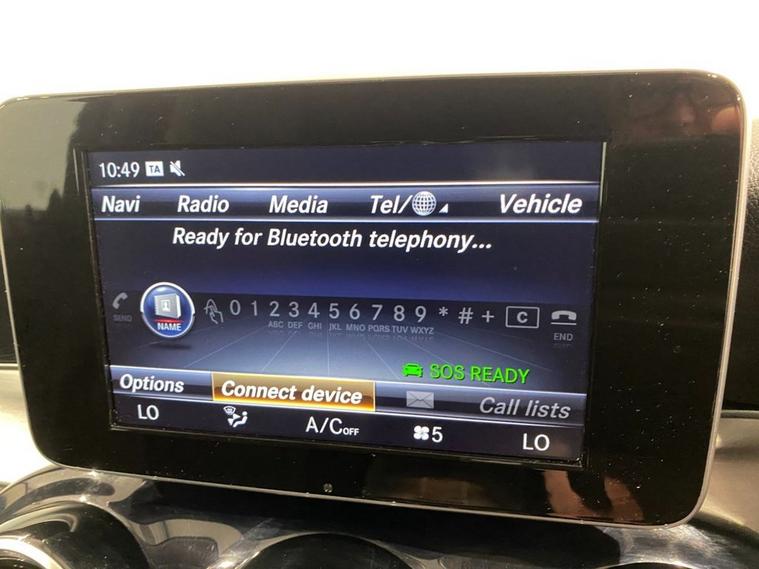 10:49 TA
Navi Radio Media Tel/ Vehicle
Ready for Bluetooth telephony...
0 1 2 3 4 5 6 7 8 9 * # + C
ABC DEF GHI JKL MNO PQRS TUV WXYZ
SEND NAME END
SOS READY
Options Connect device Call lists
LO A/C OFF 5 LO